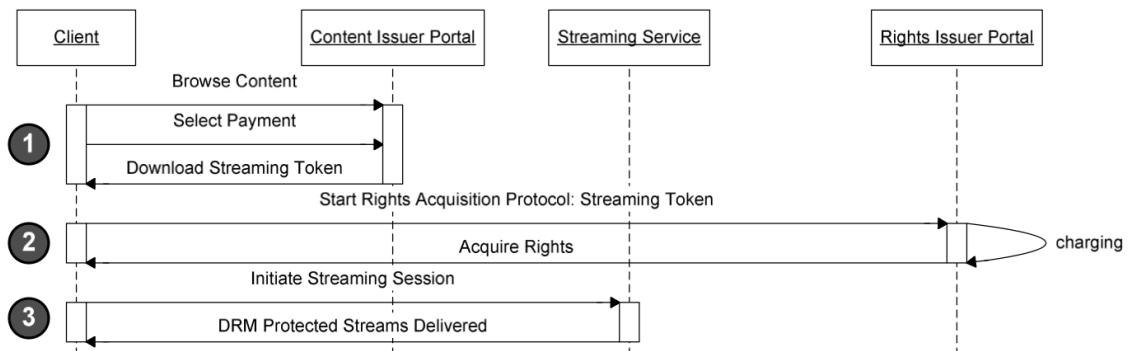 Client
Content Issuer Portal
Streaming Service
Rights Issuer Portal
Browse Content
1
Select Payment
Download Streaming Token
Start Rights Acquisition Protocol: Streaming Token
2
Acquire Rights
charging
Initiate Streaming Session
3
DRM Protected Streams Delivered